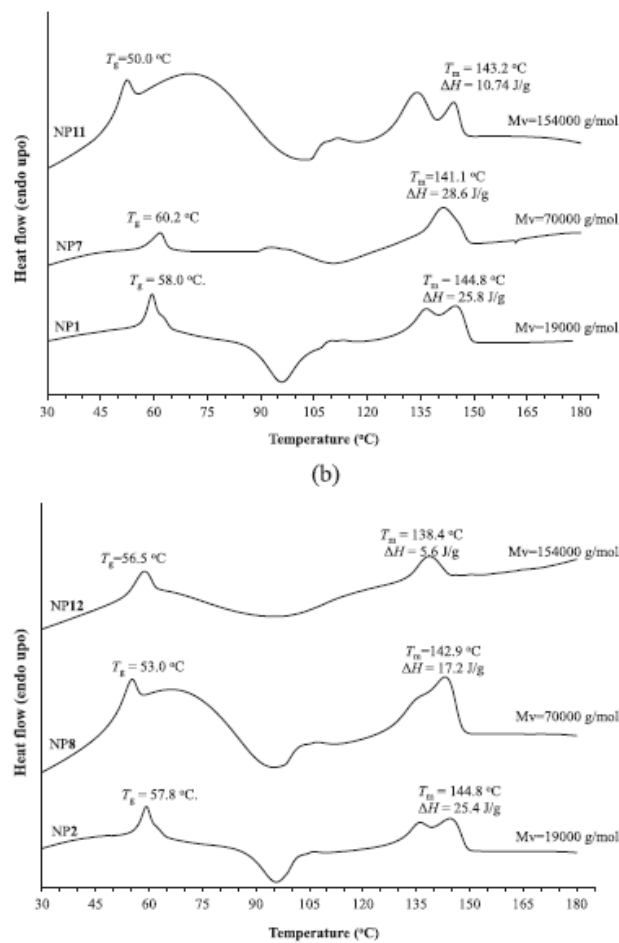 Tg=50.0 °C
Tm = 143.2 °C
ΔH = 10.74 J/g
NP11
Mv=154000 g/mol
Tm=141.1 °C
ΔH = 28.6 J/g
Tg = 60.2 °C
Mv=70000 g/mol
NP7
Tg = 58.0 °C.
Tm = 144.8 °C
ΔH = 25.8 J/g
NP1
Mv=19000 g/mol
Heat flow (endo upo)
30 45 60 75 90 105 120 135 150 165 180
Temperature (°C)
(b)
Tm = 138.4 °C
ΔH = 5.6 J/g
Tg=56.5 °C
Mv=154000 g/mol
NP12
Tm=142.9 °C
ΔH = 17.2 J/g
Tg = 53.0 °C
Mv=70000 g/mol
NP8
Tg = 57.8 °C.
Tm = 144.8 °C
ΔH = 25.4 J/g
NP2
Mv=19000 g/mol
Heat flow (endo upo)
30 45 60 75 90 105 120 135 150 165 180
Temperature (°C)